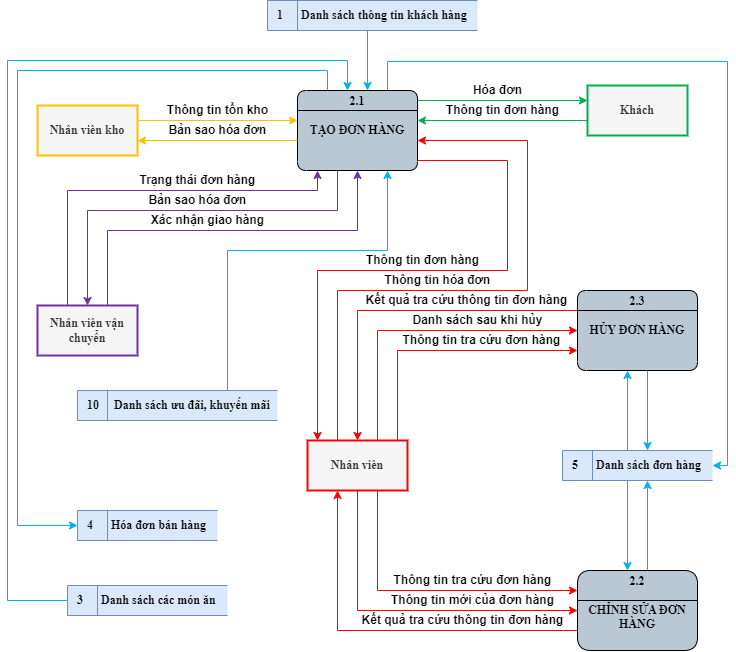 1 Danh sách thông tin khách hàng
2.1
TẠO ĐƠN HÀNG
Hóa đơn
Thông tin đơn hàng
Khách
Nhân viên kho
Thông tin tồn kho
Bản sao hóa đơn
Trạng thái đơn hàng
Bản sao hóa đơn
Xác nhận giao hàng
Nhân viên vận
chuyển
Thông tin đơn hàng
Thông tin hóa đơn
Kết quả tra cứu thông tin đơn hàng
Danh sách sau khi hủy
Thông tin tra cứu đơn hàng
2.3
HỦY ĐƠN HÀNG
10 Danh sách ưu đãi, khuyến mãi
Nhân viên
5 Danh sách đơn hàng
4 Hóa đơn bán hàng
3 Danh sách các món ăn
Thông tin tra cứu đơn hàng
Thông tin mới của đơn hàng
Kết quả tra cứu thông tin đơn hàng
2.2
CHỈNH SỬA ĐƠN
HÀNG